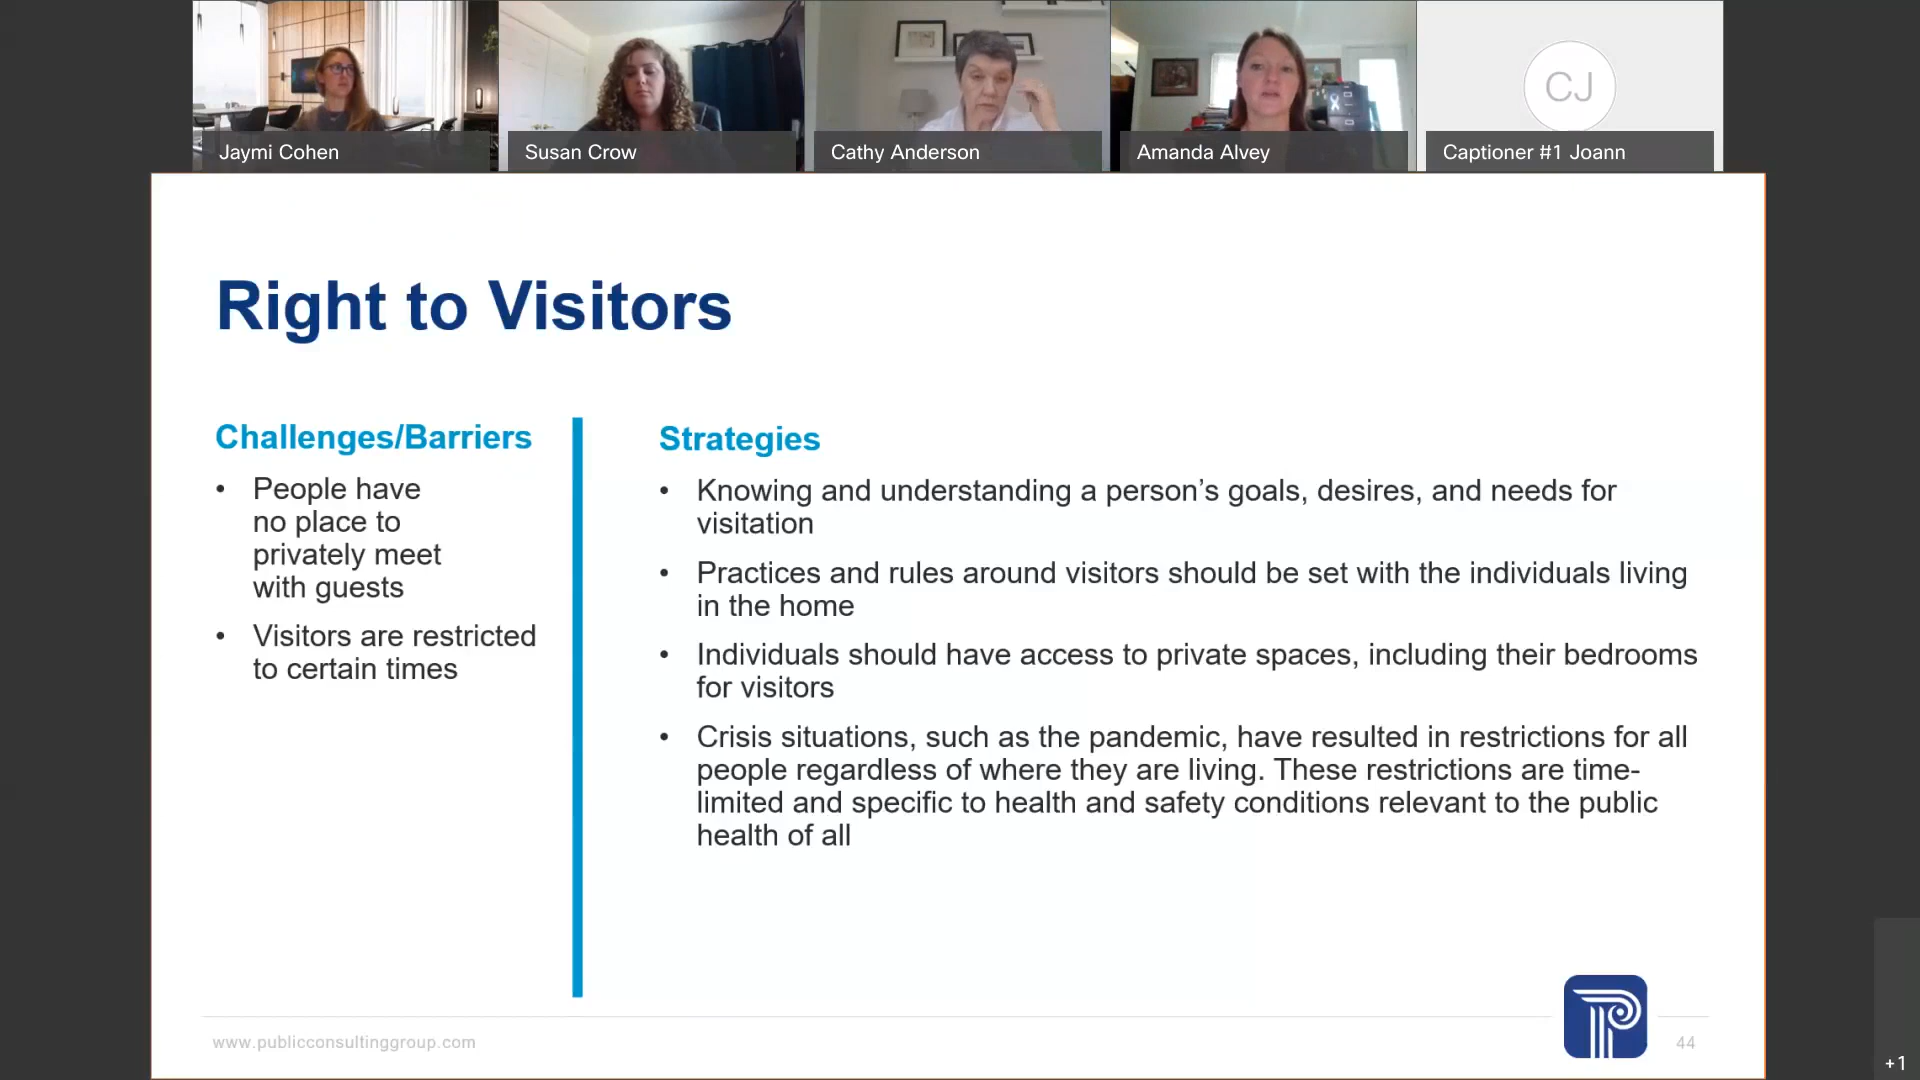 Jaymi Cohen
Susan Crow
Cathy Anderson
Amanda Alvey
CJ
Captioner #1 Joann
Right to Visitors
Challenges/Barriers
• People have
no place to
privately meet
with guests
• Visitors are restricted
to certain times
Strategies
• Knowing and understanding a person’s goals, desires, and needs for
visitation
• Practices and rules around visitors should be set with the individuals living
in the home
• Individuals should have access to private spaces, including their bedrooms
for visitors
• Crisis situations, such as the pandemic, have resulted in restrictions for all
people regardless of where they are living. These restrictions are time-
limited and specific to health and safety conditions relevant to the public
health of all
www.publicconsultinggroup.com
44
+1